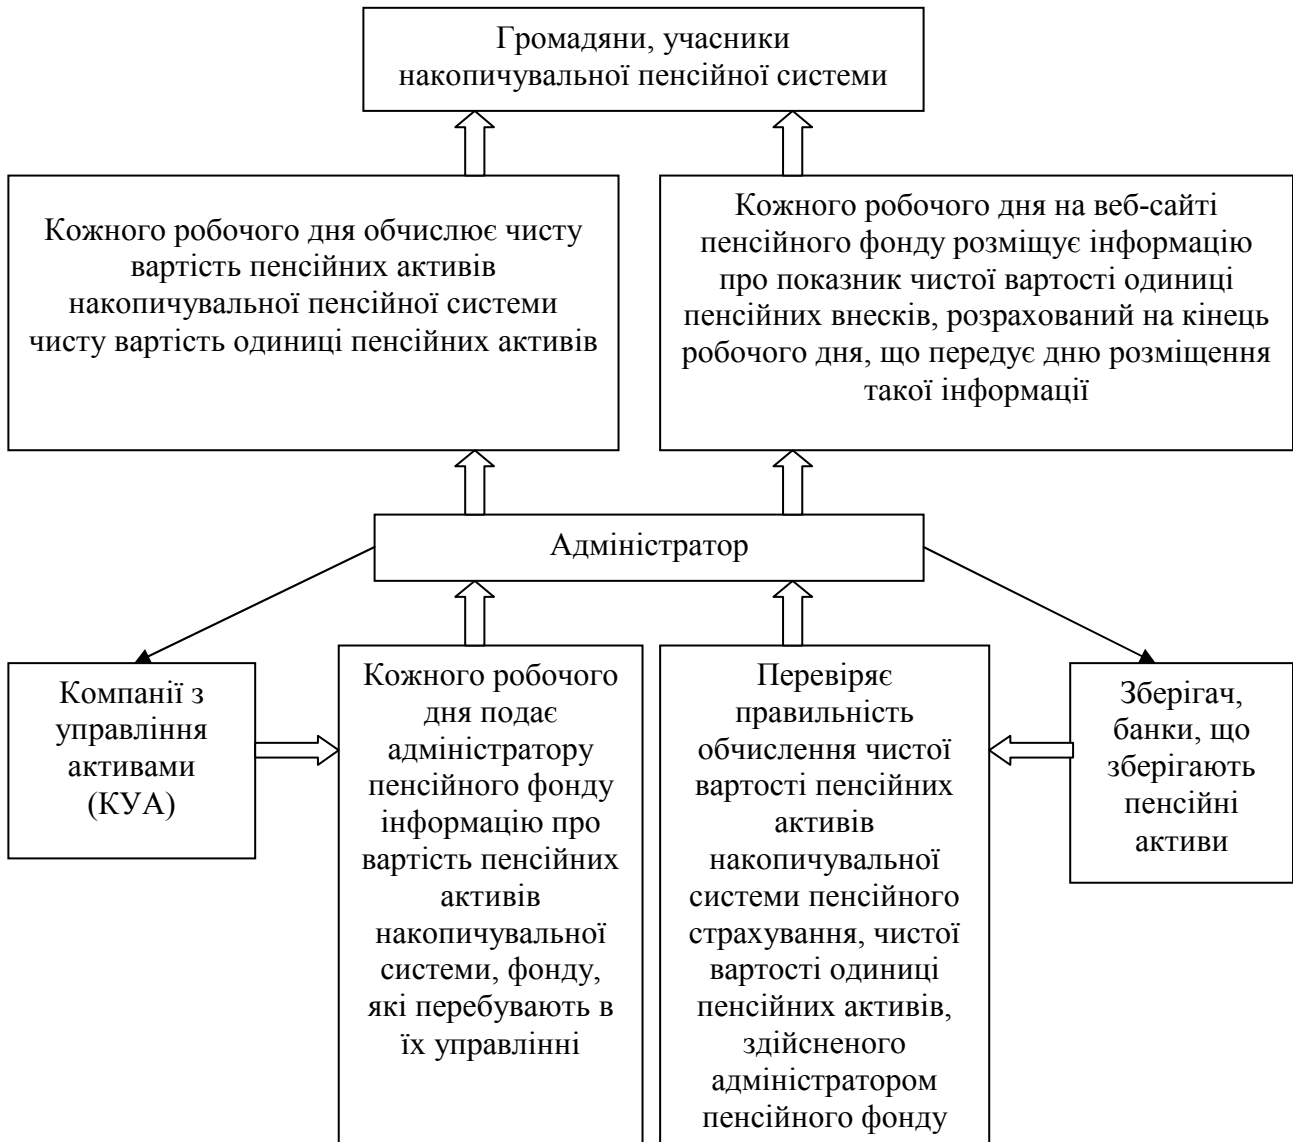 Громадяни, учасники
накопичувальної пенсійної системи
Кожного робочого дня обчислює чисту
вартість пенсійних активів
накопичувальної пенсійної системи
чисту вартість одиниці пенсійних активів
Кожного робочого дня на веб-сайті
пенсійного фонду розміщує інформацію
про показник чистої вартості одиниці
пенсійних внесків, розрахований на кінець
робочого дня, що передує дню розміщення
такої інформації
Адміністратор
Компанії з
управління
активами
(КУА)
Кожного робочого
дня подає
адміністратору
пенсійного фонду
інформацію про
вартість пенсійних
активів
накопичувальної
системи, фонду,
які перебувають в
їх управлінні
Перевіряє
правильність
обчислення чистої
вартості пенсійних
активів
накопичувальної
системи пенсійного
страхування, чистої
вартості одиниці
пенсійних активів,
здійсненого
адміністратором
пенсійного фонду
Зберігач,
банки, що
зберігають
пенсійні
активи